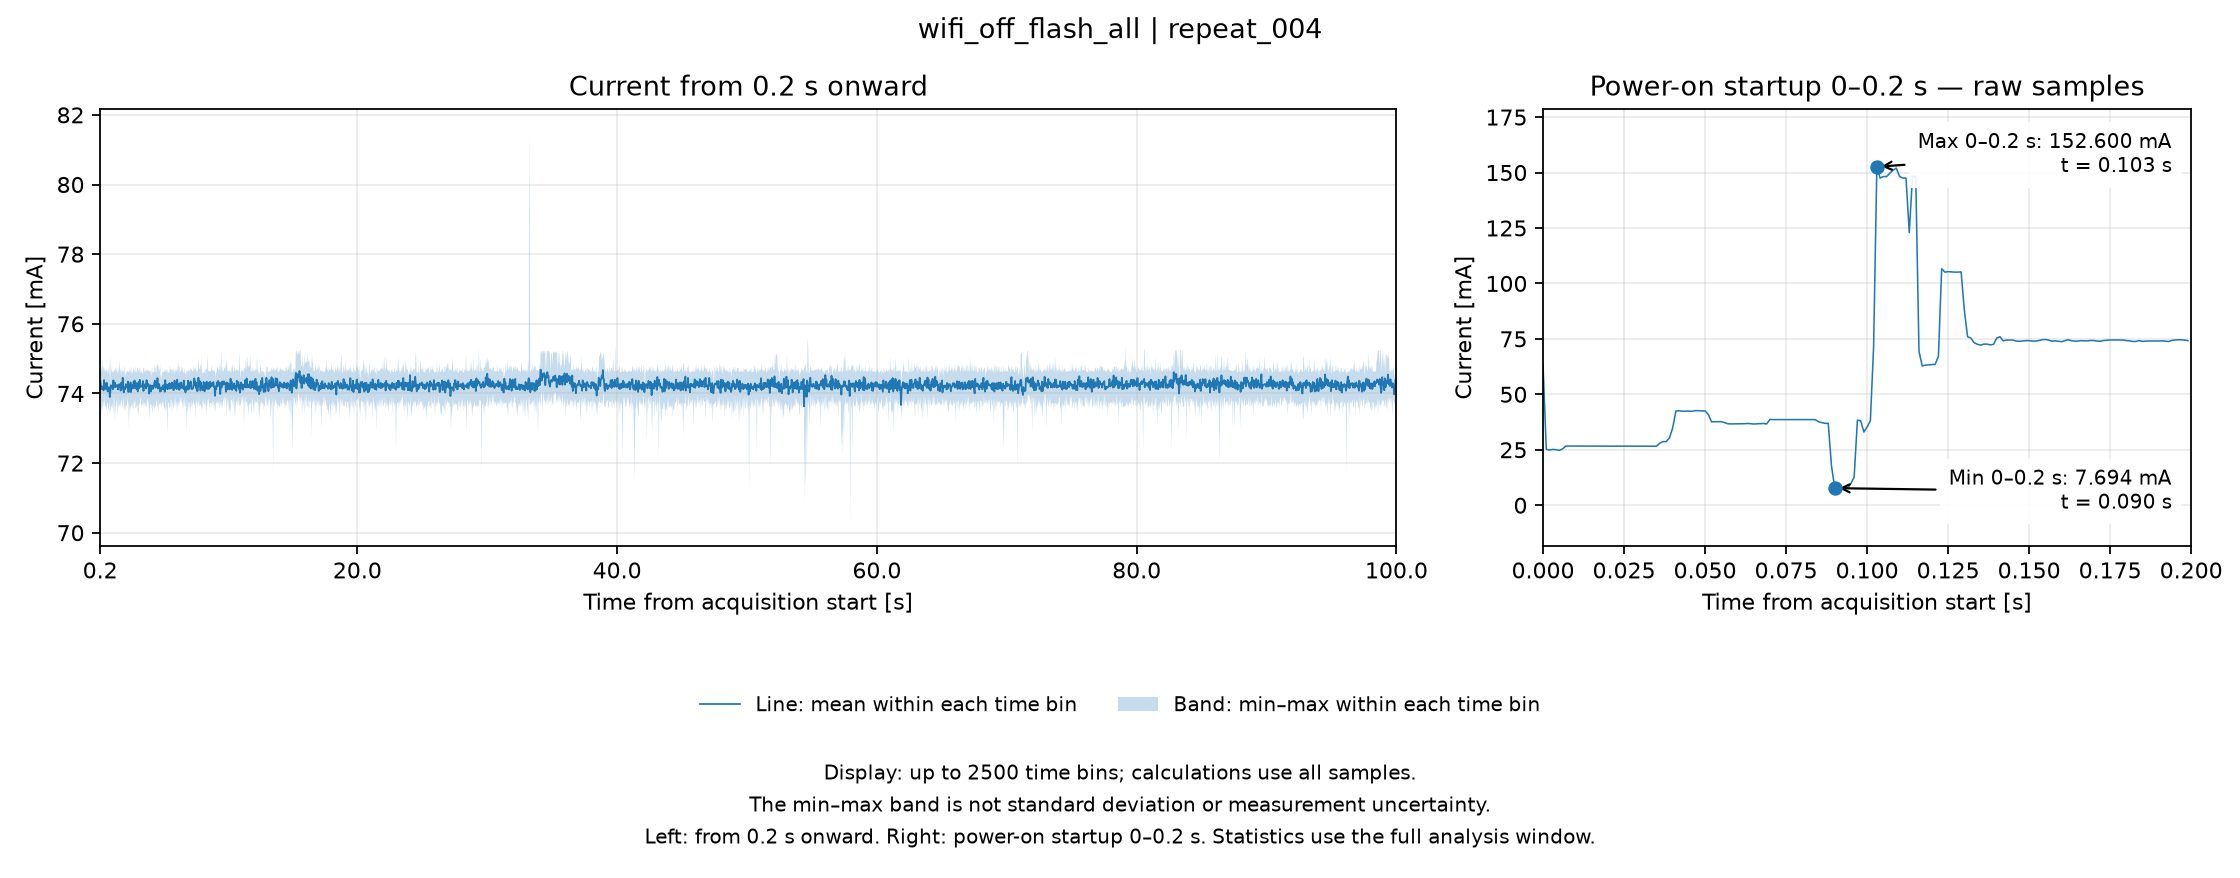 wifi_off_flash_all | repeat_004
Current from 0.2 s onward
82
80
78
76
74
72
70
Current [mA]
0.2
20.0
40.0
60.0
80.0
100.0
Time from acquisition start [s]
Power-on startup 0–0.2 s — raw samples
175
150
125
100
75
50
25
0
Current [mA]
Max 0–0.2 s: 152.600 mA
t = 0.103 s
Min 0–0.2 s: 7.694 mA
t = 0.090 s
0.000
0.025
0.050
0.075
0.100
0.125
0.150
0.175
0.200
Time from acquisition start [s]
Line: mean within each time bin
Band: min–max within each time bin
Display: up to 2500 time bins; calculations use all samples.
The min–max band is not standard deviation or measurement uncertainty.
Left: from 0.2 s onward. Right: power-on startup 0–0.2 s. Statistics use the full analysis window.